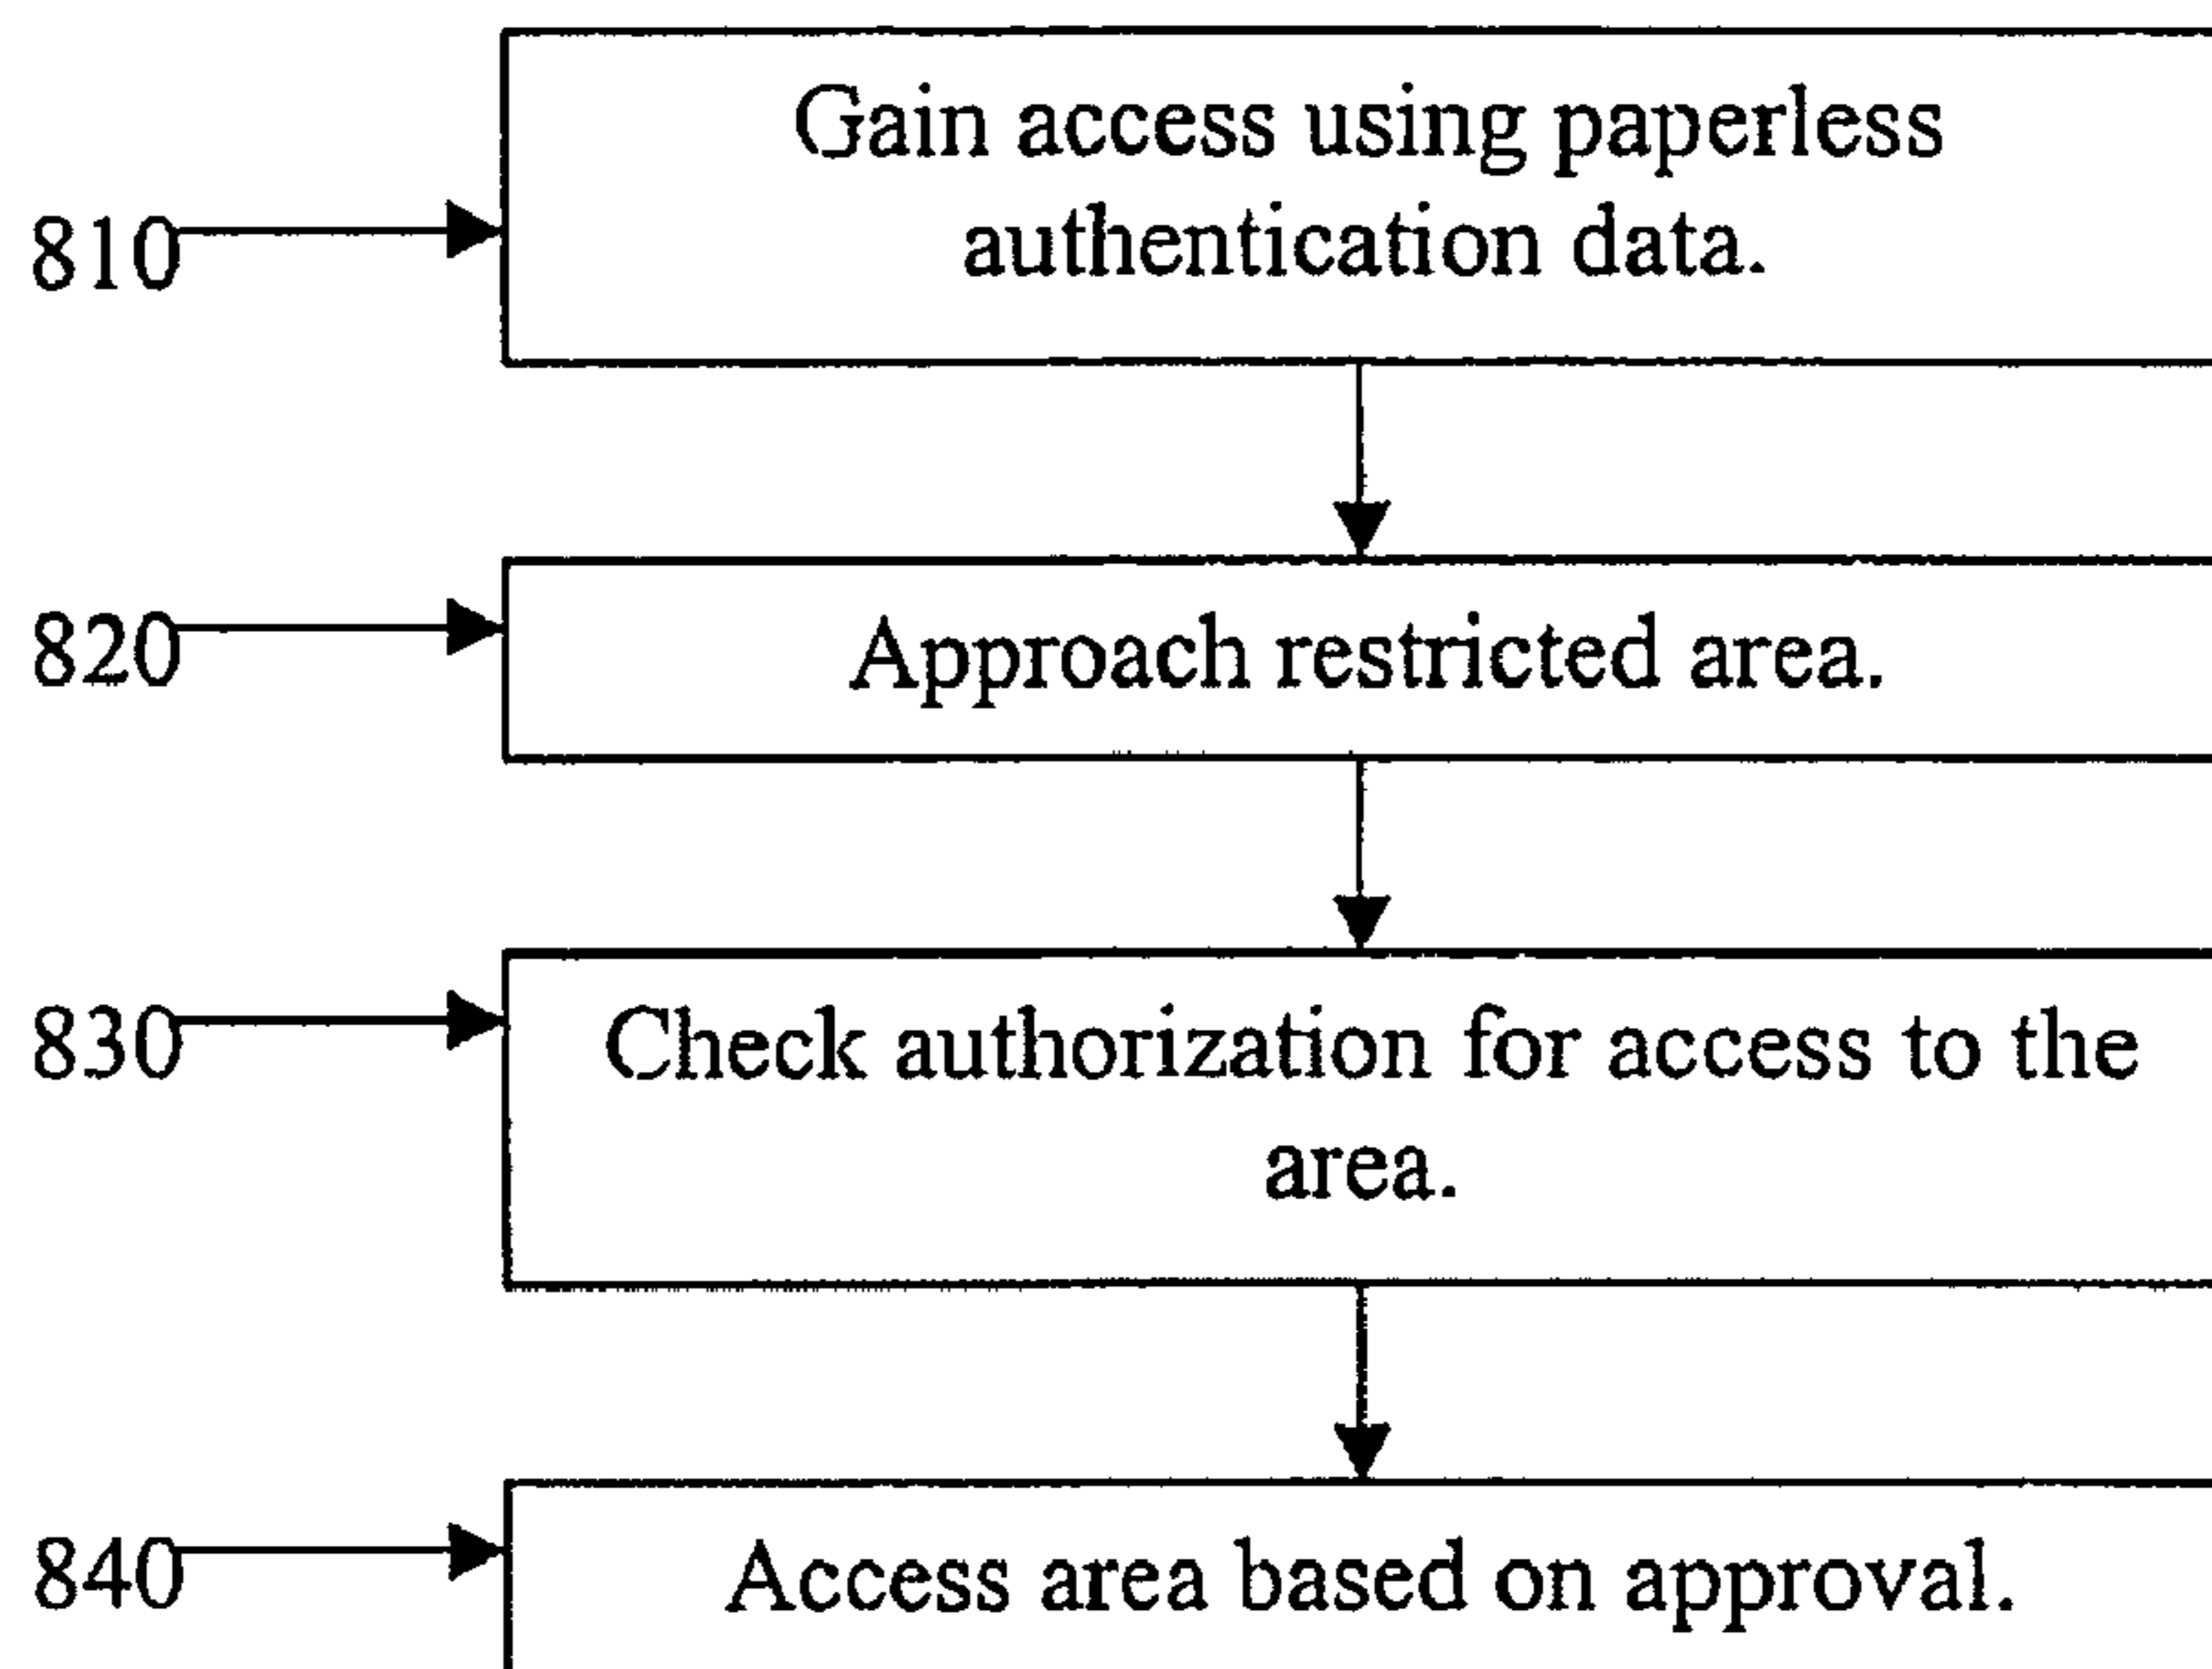 Gain access using paperless
authentication data.
810
820
Approach restricted area.
830
Check authorization for access to the
area.
840
Access area based on approval.